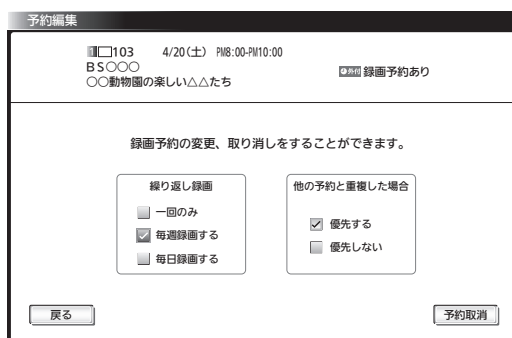 予約編集
103 4/20(土) PM8:00-PM10:00
BS○○○
録画予約あり
○○動物園の楽しい△△たち
録画予約の変更、取り消しをすることができます。
繰り返し録画
一回のみ
毎週録画する
毎日録画する
他の予約と重複した場合
優先する
優先しない
戻る
予約取消